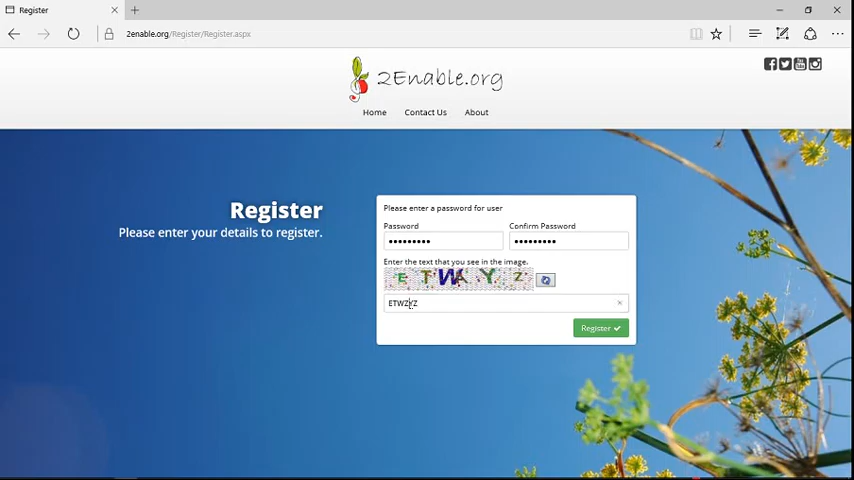 Register
2enable.org/Register/Register.aspx
2Enable.org
Home Contact Us About
Register
Please enter your details to register.
Please enter a password for user
Password Confirm Password
Enter the text that you see in the image.
E T W A Y Z
ETWZYZ
Register